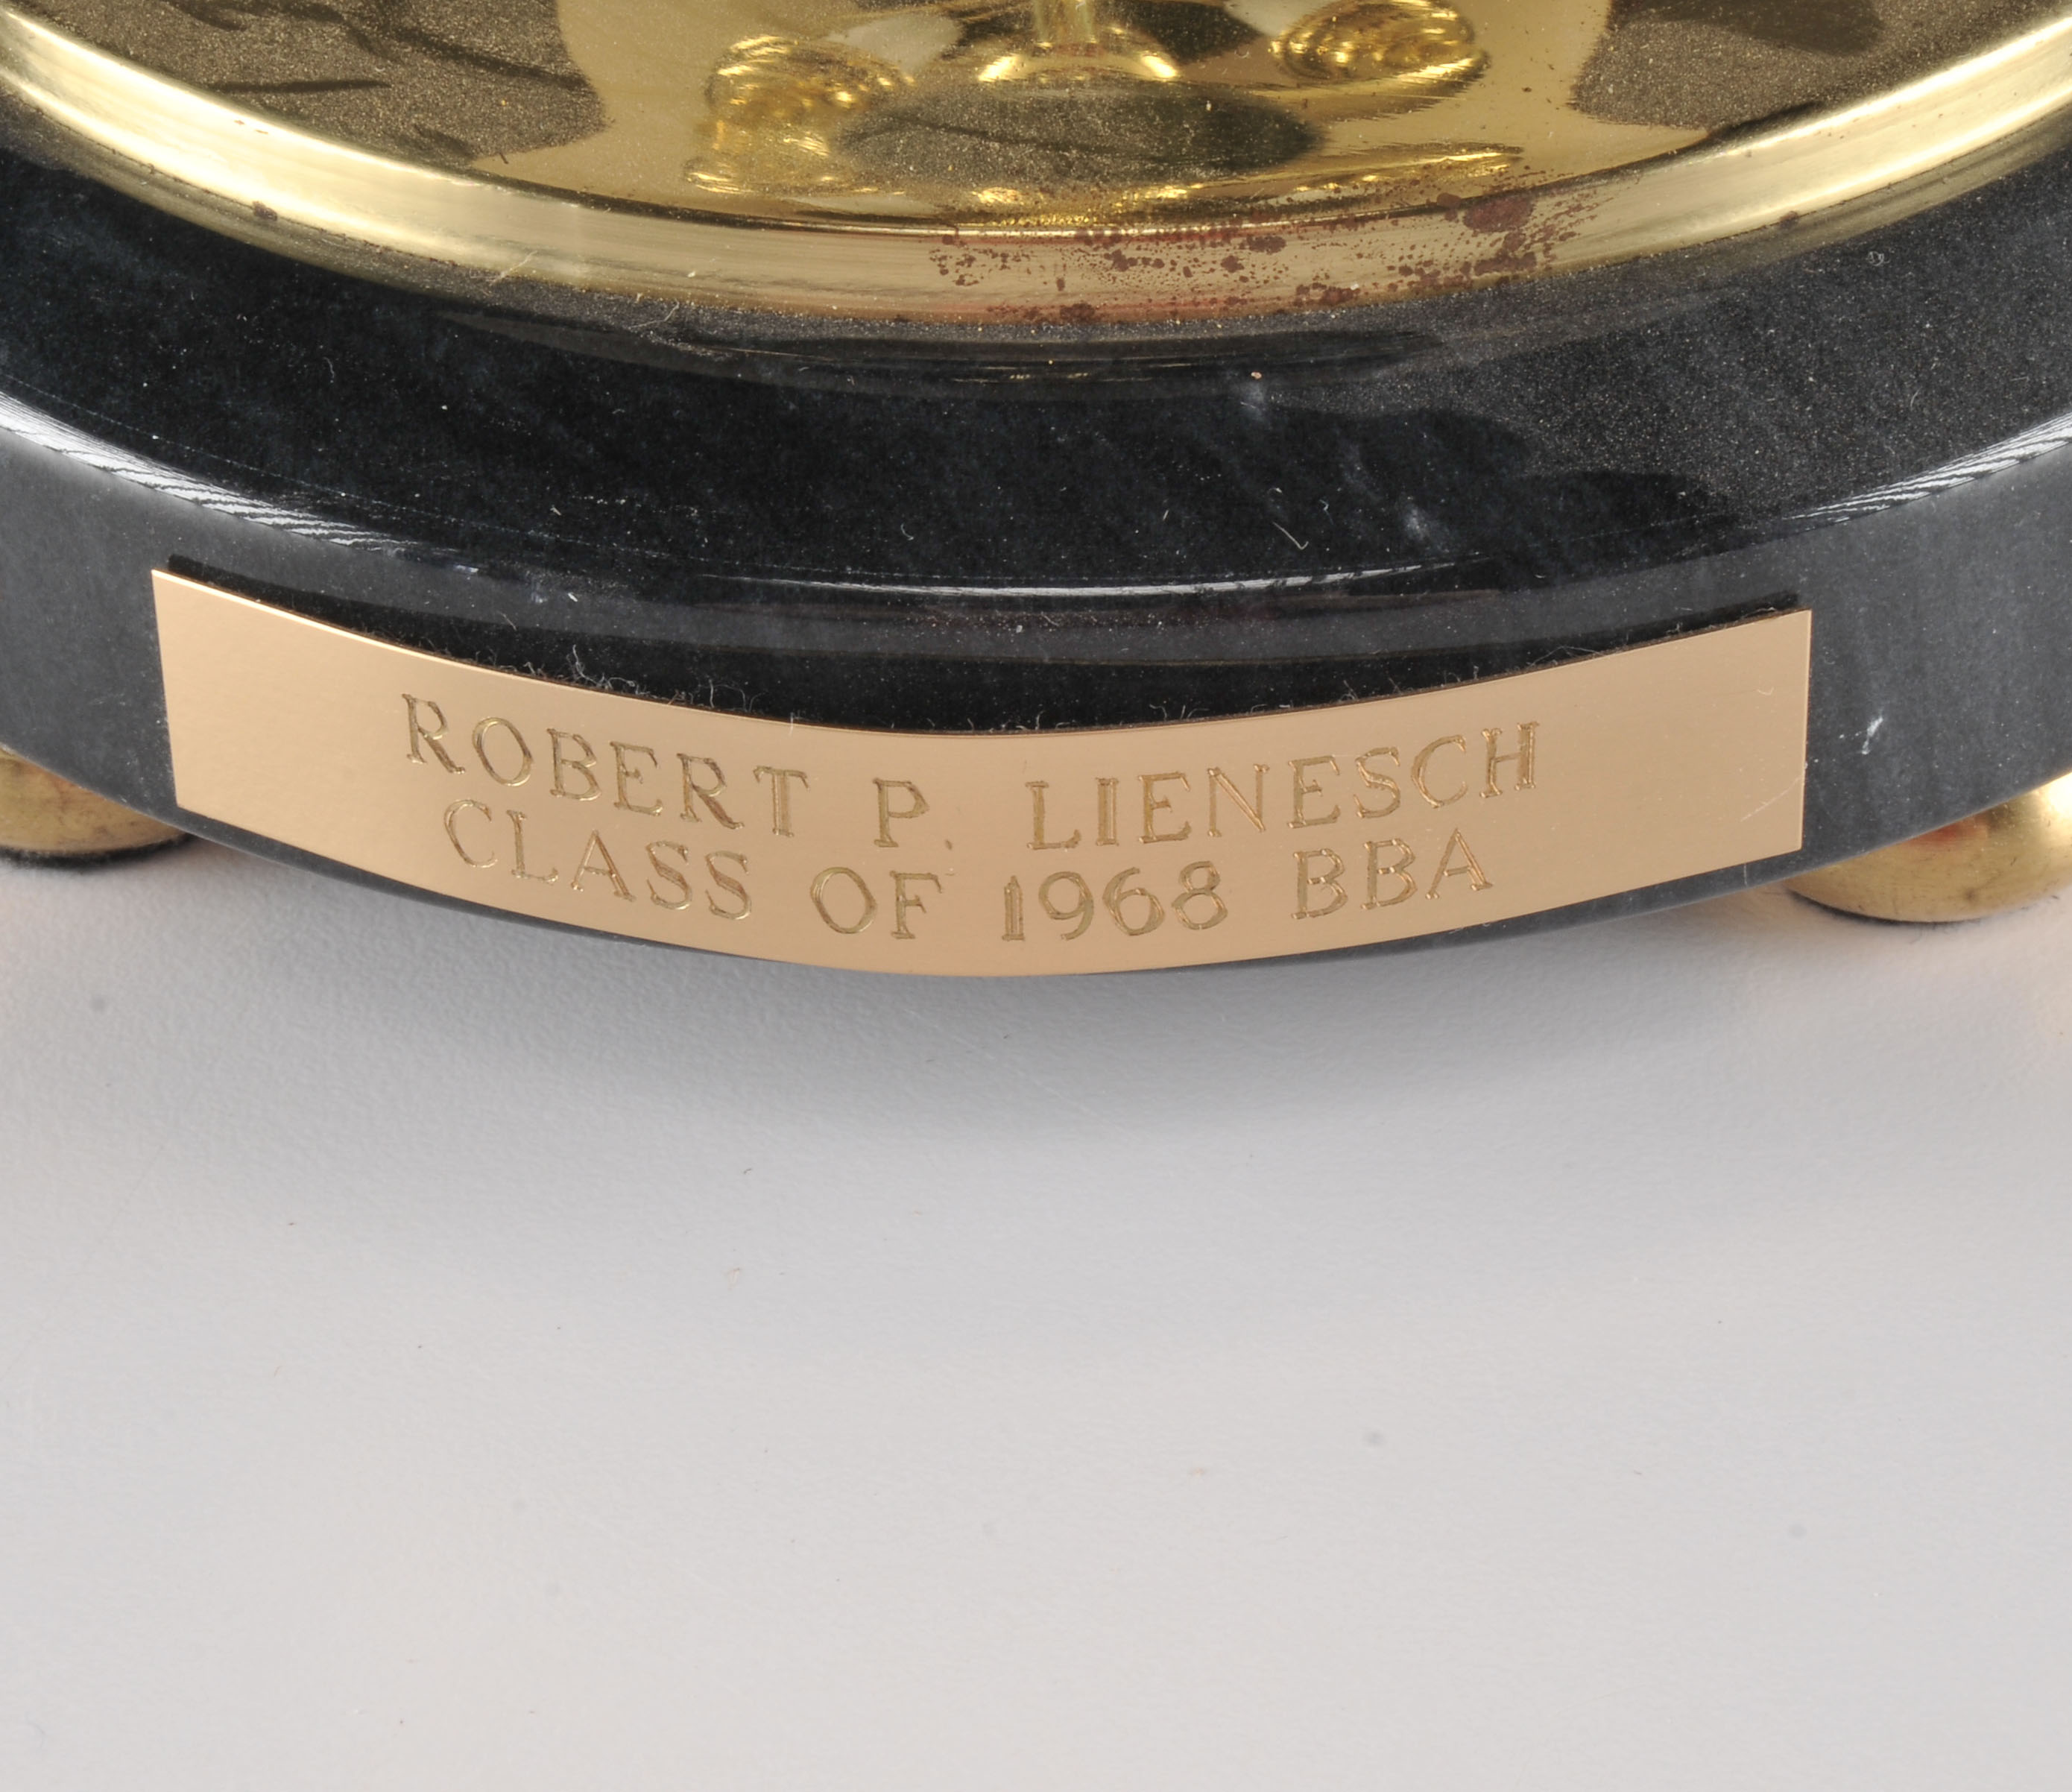 ROBERT P. LIENESCH
CLASS OF 1968 BBA